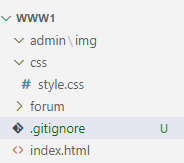 WWW1
admin\img
css
# style.css
forum
.gitignore U
<> index.html